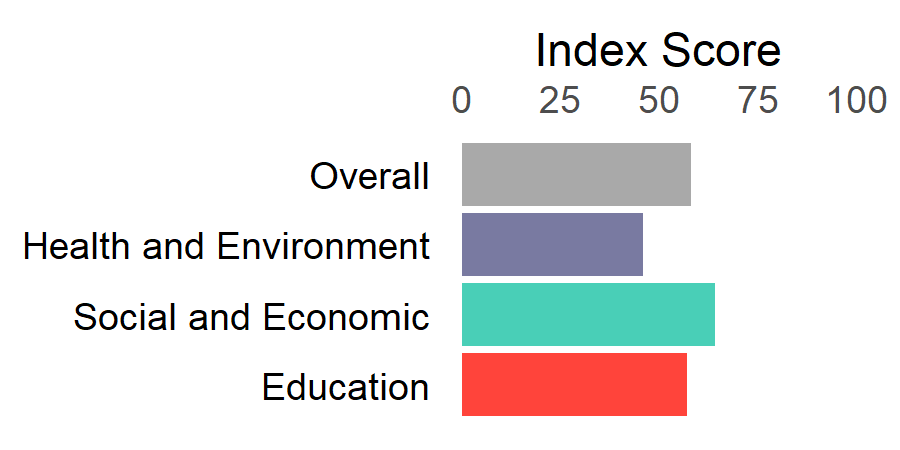 Index Score
0 25 50 75 100
Overall
Health and Environment
Social and Economic
Education